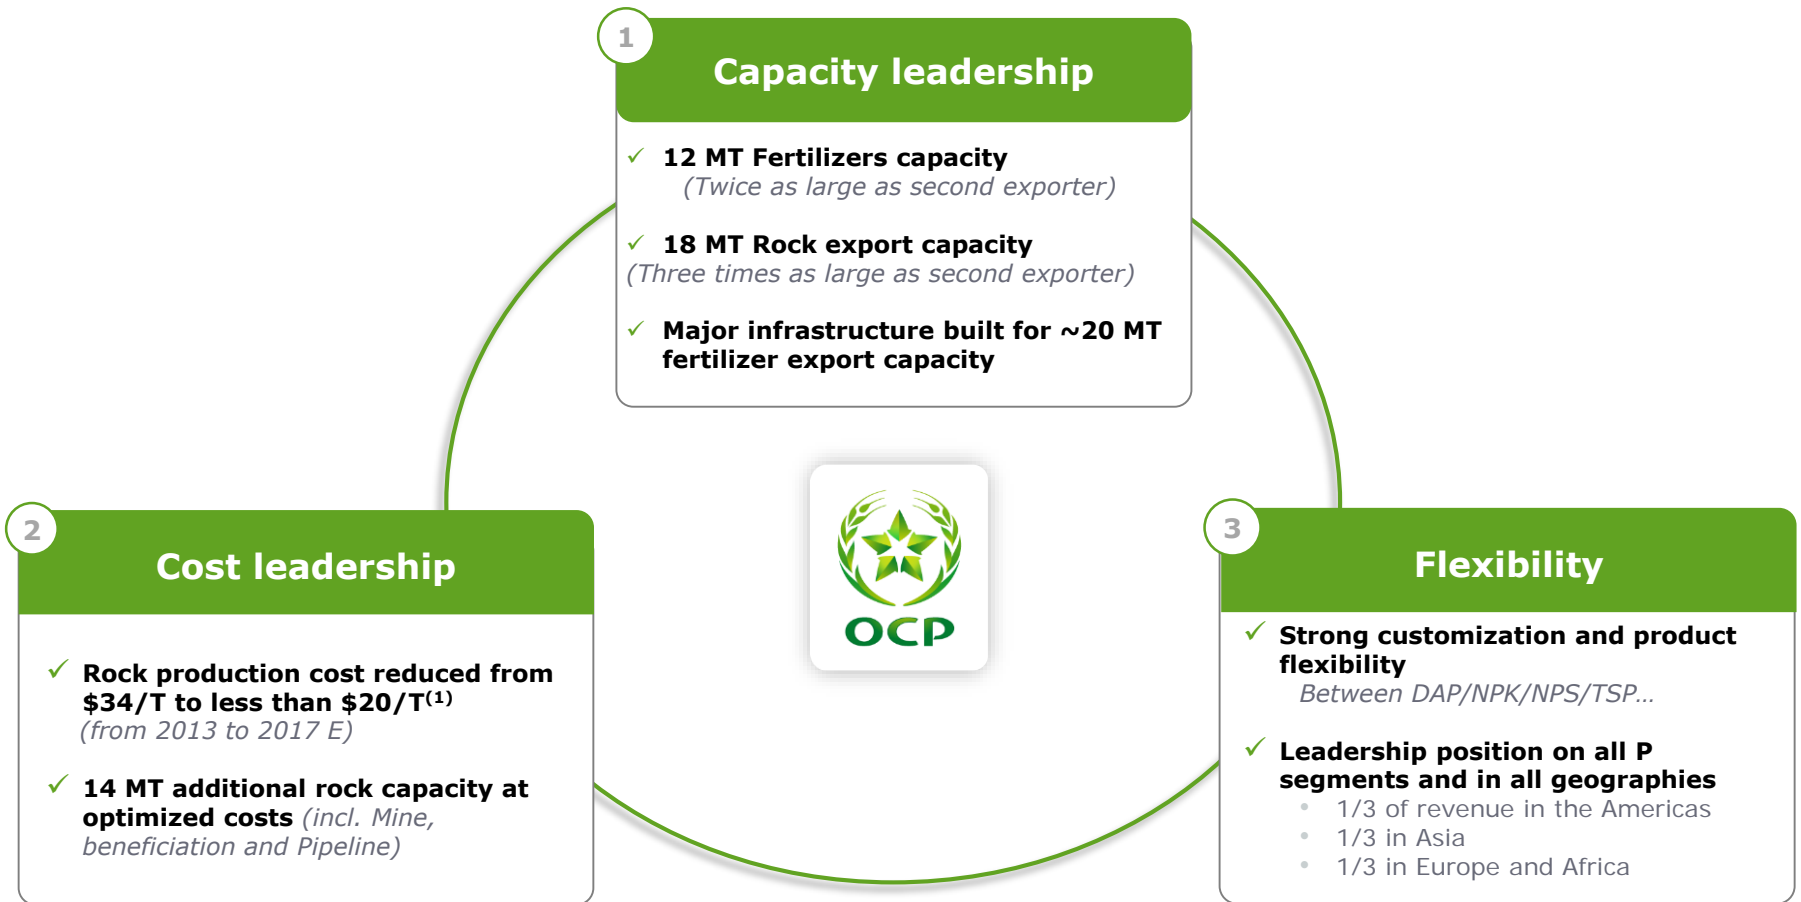 1
Capacity leadership
✓ 12 MT Fertilizers capacity
(Twice as large as second exporter)
✓ 18 MT Rock export capacity
(Three times as large as second exporter)
✓ Major infrastructure built for ~20 MT
fertilizer export capacity
OCP
2
Cost leadership
✓ Rock production cost reduced from
$34/T to less than $20/T(1)
(from 2013 to 2017 E)
✓ 14 MT additional rock capacity at
optimized costs (incl. Mine,
beneficiation and Pipeline)
3
Flexibility
✓ Strong customization and product
flexibility
Between DAP/NPK/NPS/TSP…
✓ Leadership position on all P
segments and in all geographies
• 1/3 of revenue in the Americas
• 1/3 in Asia
• 1/3 in Europe and Africa